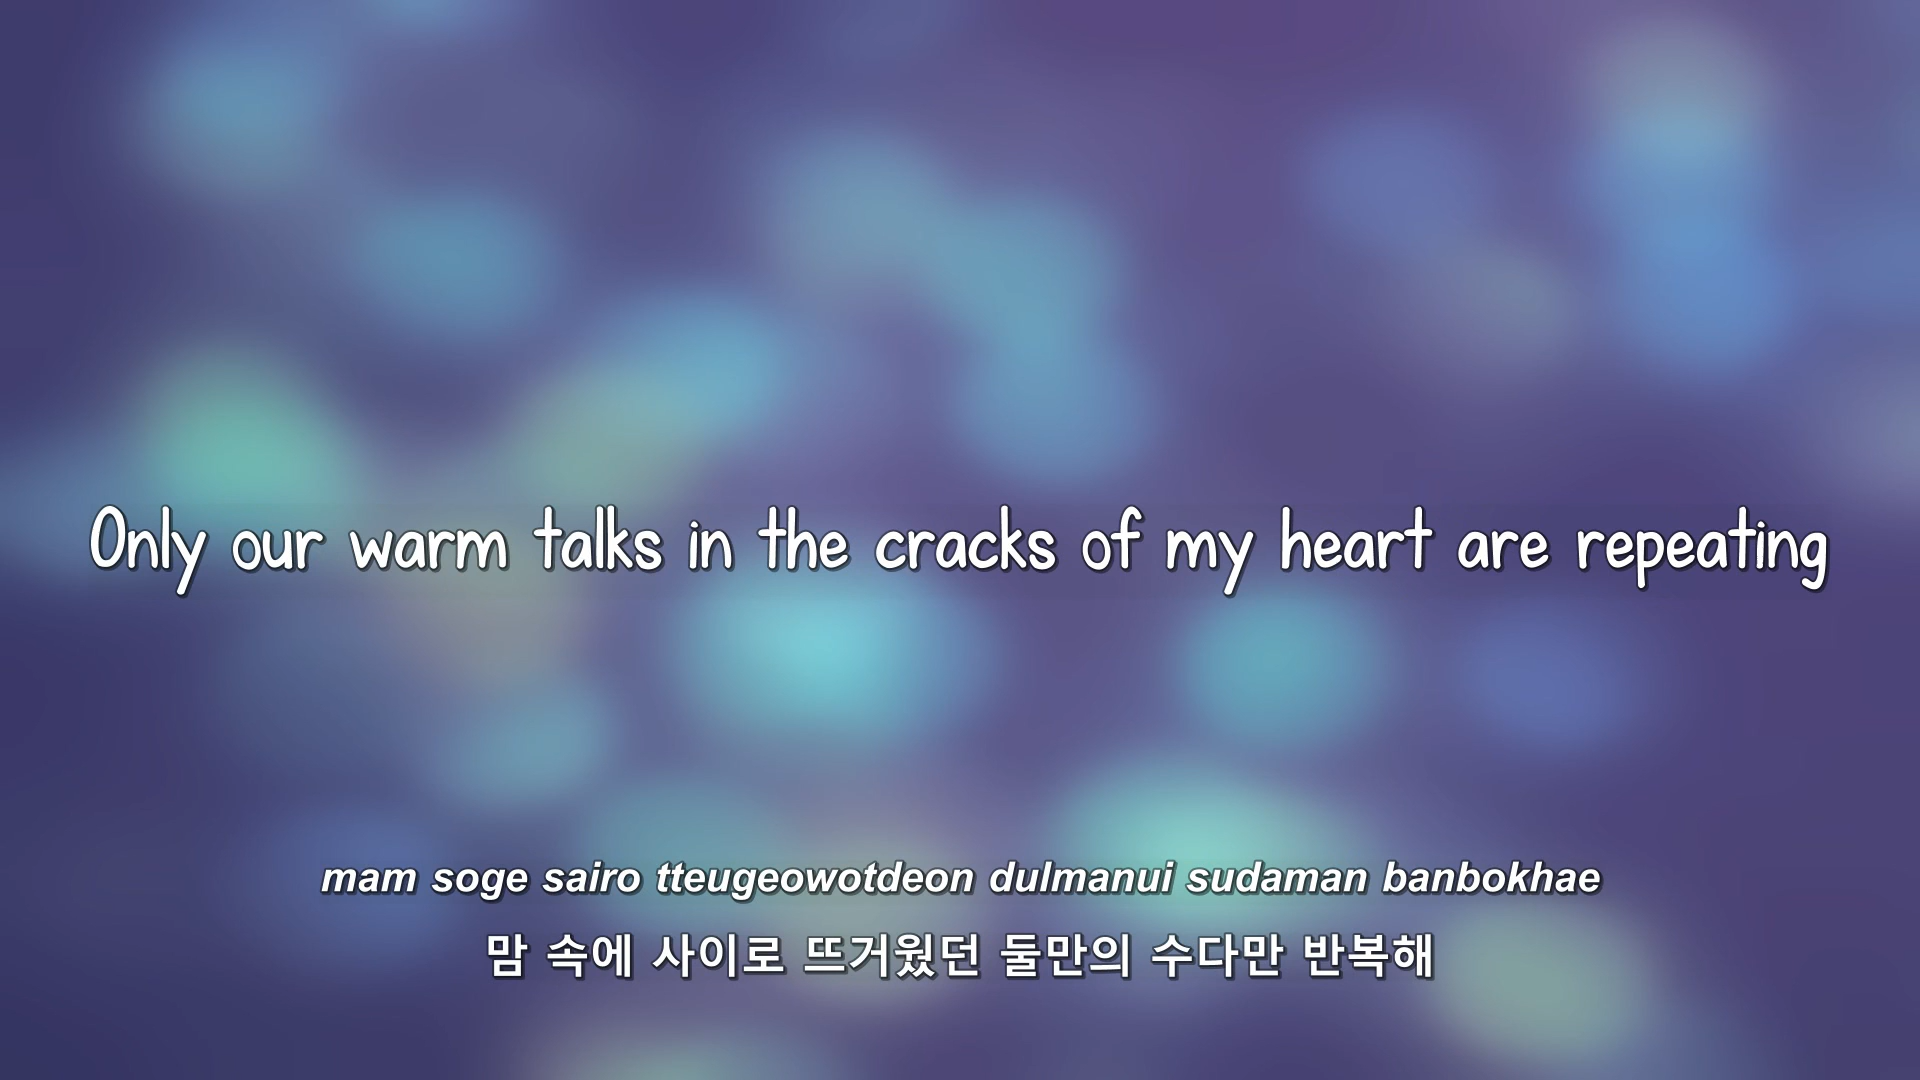 Only our warm talks in the cracks of my heart are repeating
mam soge sairo tteugeowotdeon dulmanui sudaman banbokhae
맘 속에 사이로 뜨거웠던 둘만의 수다만 반복해